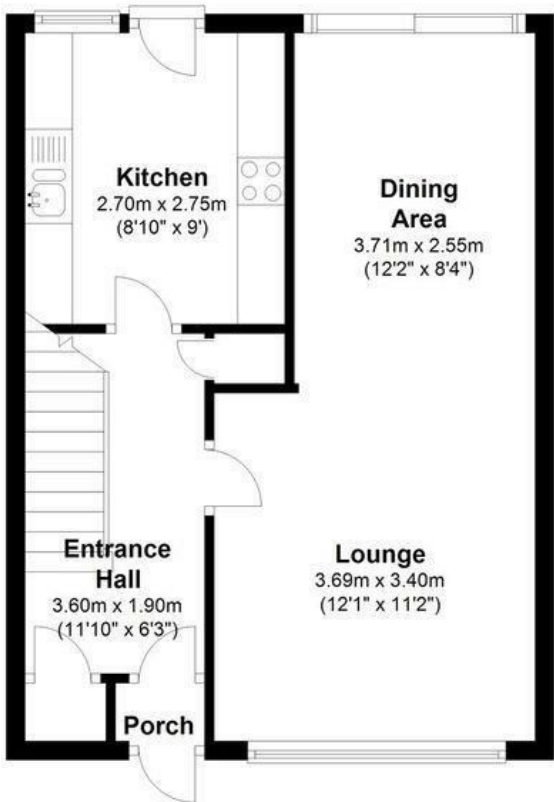 Kitchen
2.70m x 2.75m
(8'10" x 9')
Dining
Area
3.71m x 2.55m
(12'2" x 8'4")
Entrance
Hall
3.60m x 1.90m
(11'10" x 6'3")
Lounge
3.69m x 3.40m
(12'1" x 11'2")
Porch